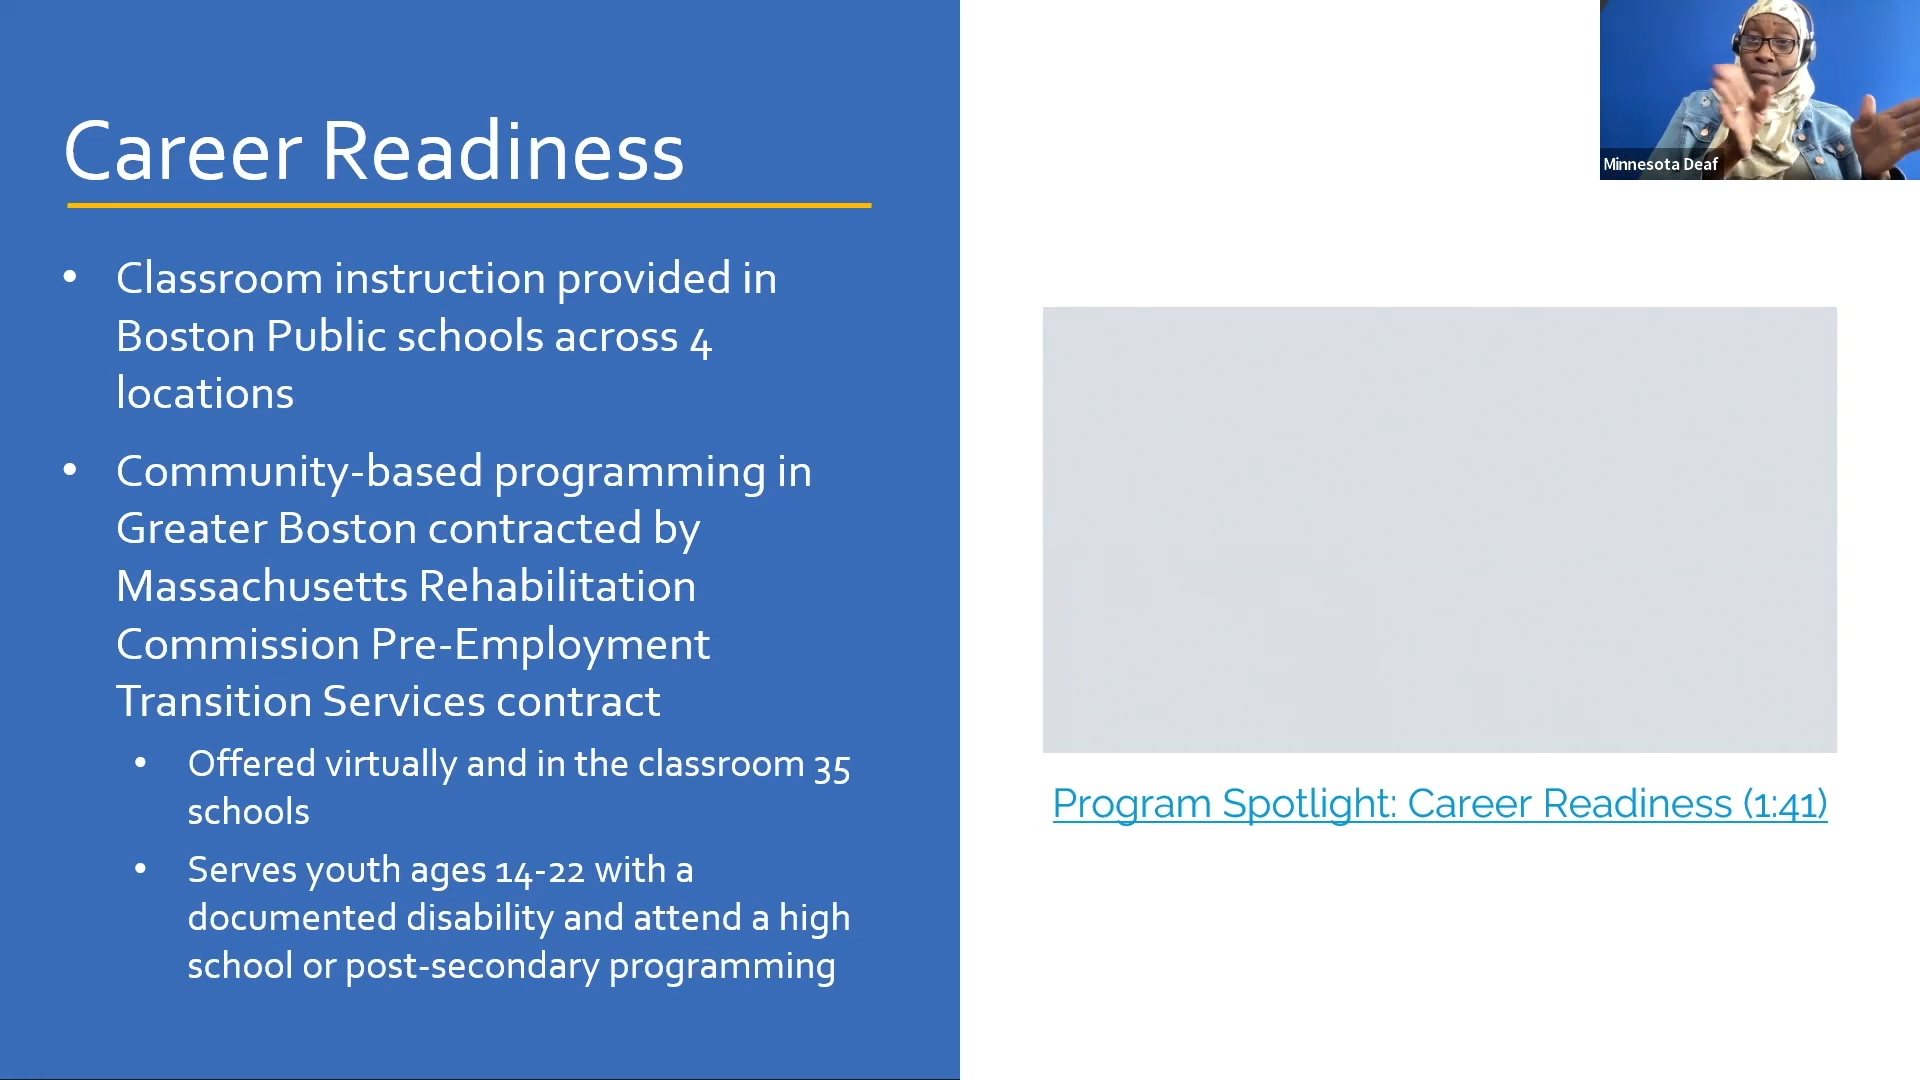 Career Readiness
• Classroom instruction provided in
Boston Public schools across 4
locations
• Community-based programming in
Greater Boston contracted by
Massachusetts Rehabilitation
Commission Pre-Employment
Transition Services contract
• Offered virtually and in the classroom 35
schools
• Serves youth ages 14-22 with a
documented disability and attend a high
school or post-secondary programming
Minnesota Deaf
Program Spotlight: Career Readiness (1:41)